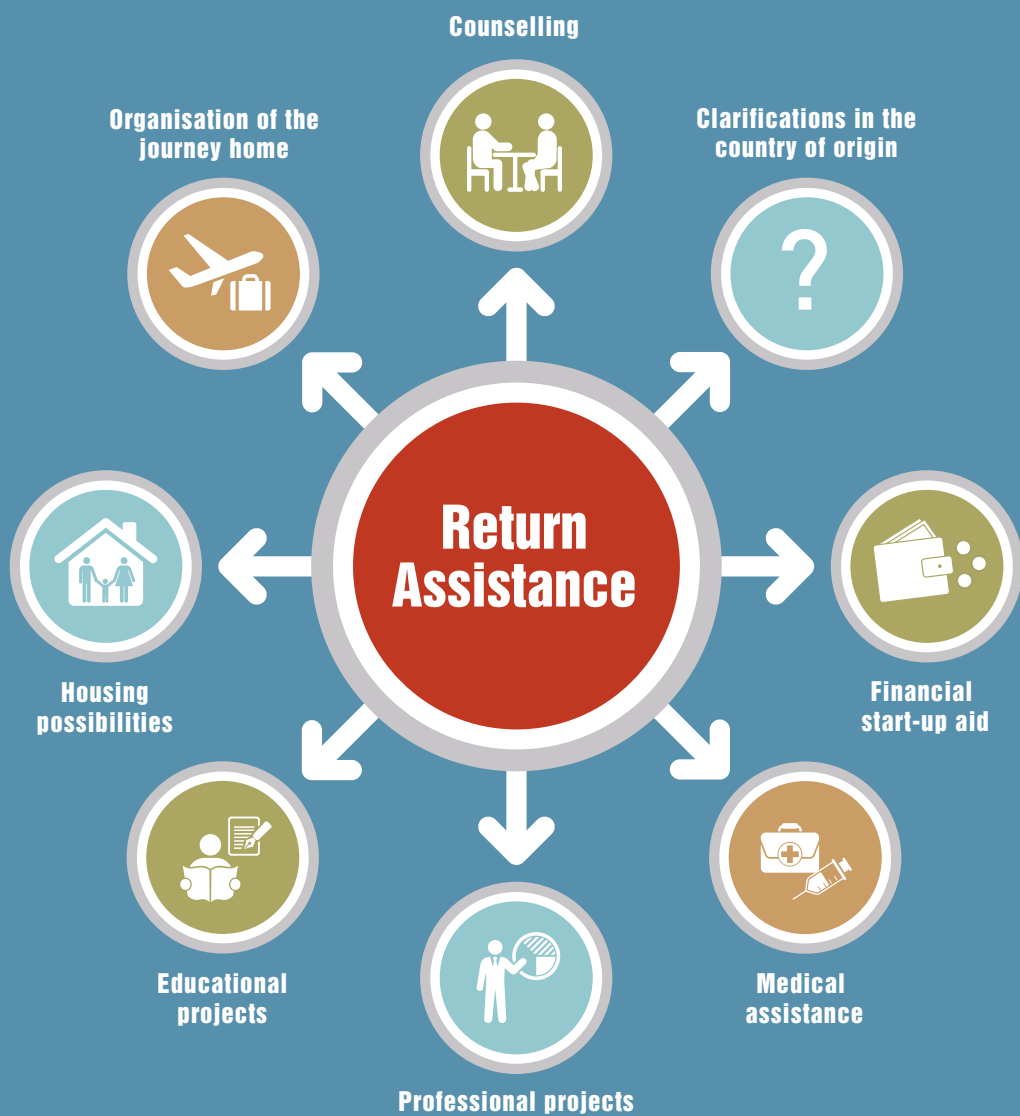 Counselling
Organisation of the
journey home
Clarifications in the
country of origin
?
Return
Assistance
Housing
possibilities
Financial
start-up aid
Educational
projects
Medical
assistance
Professional projects